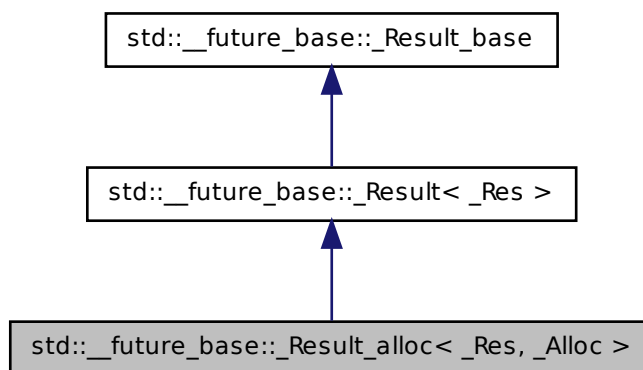 std::__future_base::_Result_base
std::__future_base::_Result< _Res >
std::__future_base::_Result_alloc< _Res, _Alloc >